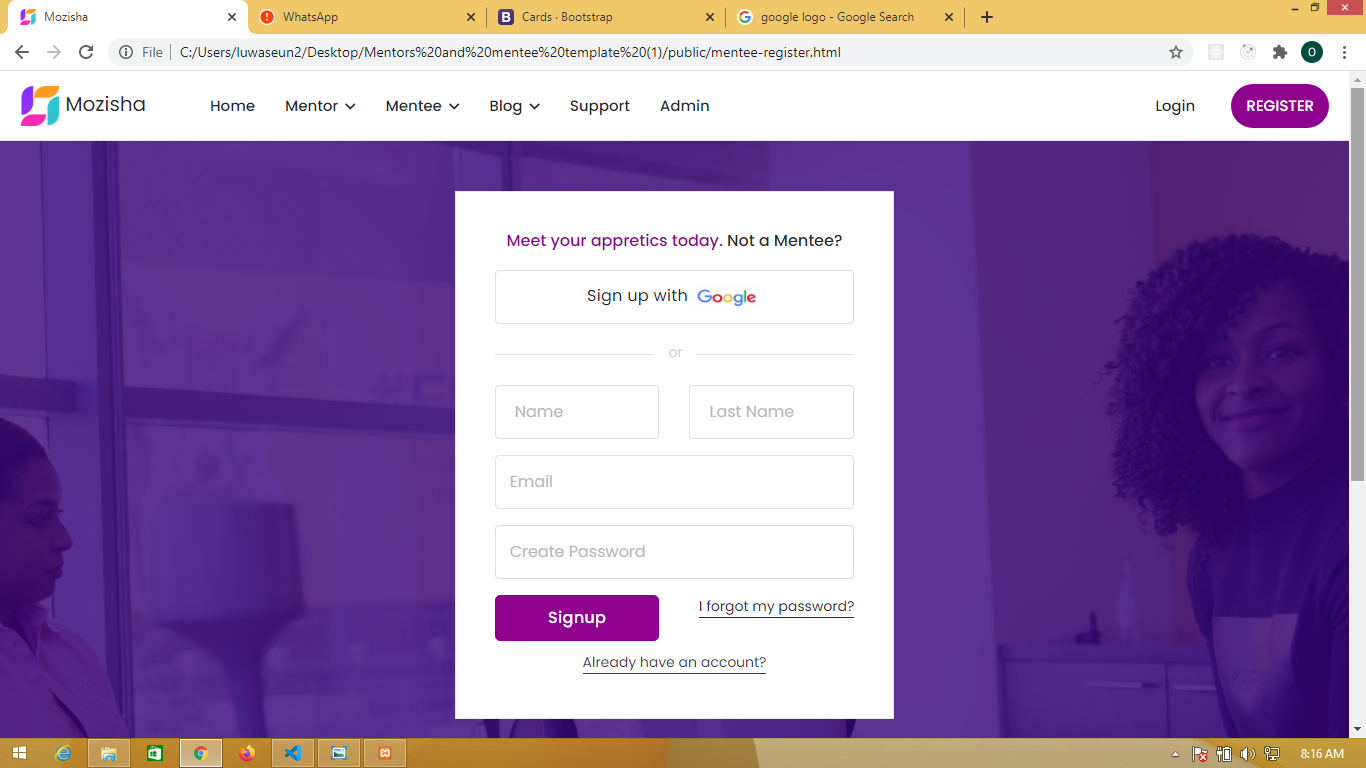 Mozisha
WhatsApp
Cards · Bootstrap
google logo - Google Search
File
C:/Users/luwaseun2/Desktop/Mentors%20and%20mentee%20template%20(1)/public/mentee-register.html
O
Mozisha
Home
Mentor
Mentee
Blog
Support
Admin
Login
REGISTER
Meet your appretics today. Not a Mentee?
Sign up with Google
or
Name
Last Name
Email
Create Password
Signup
I forgot my password?
Already have an account?
8:16 AM